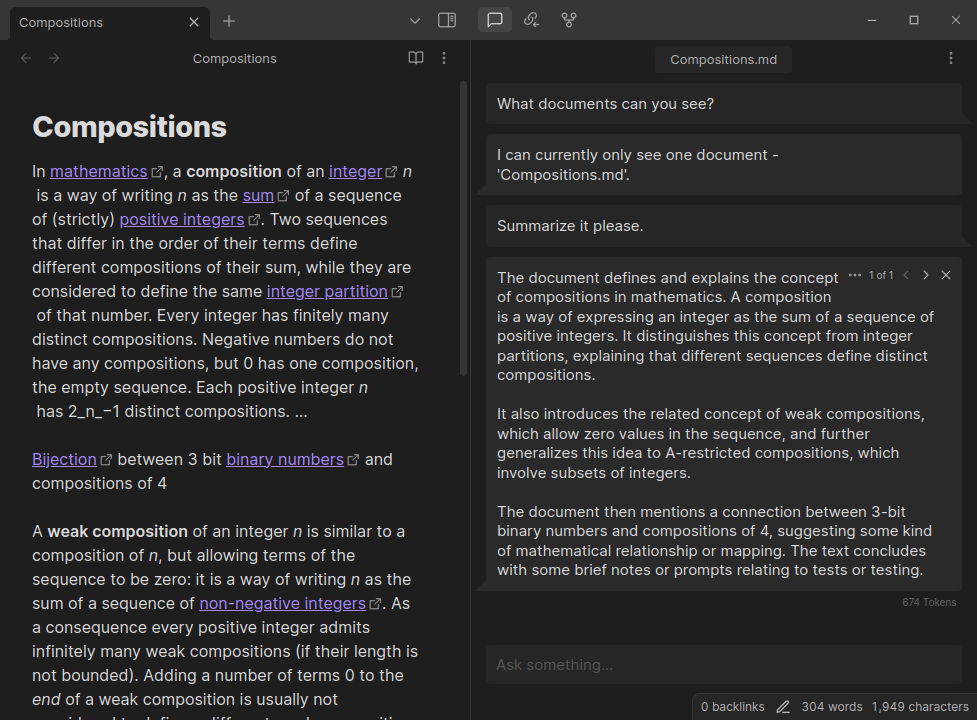 Compositions
Compositions
Compositions
In mathematics, a composition of an integer n
is a way of writing n as the sum of a sequence
of (strictly) positive integers. Two sequences
that differ in the order of their terms define
different compositions of their sum, while they are
considered to define the same integer partition
of that number. Every integer has finitely many
distinct compositions. Negative numbers do not
have any compositions, but 0 has one composition,
the empty sequence. Each positive integer n
has 2_n_−1 distinct compositions. ...
Bijection between 3 bit binary numbers and
compositions of 4
A weak composition of an integer n is similar to a
composition of n, but allowing terms of the
sequence to be zero: it is a way of writing n as the
sum of a sequence of non-negative integers. As
a consequence every positive integer admits
infinitely many weak compositions (if their length is
not bounded). Adding a number of terms 0 to the
end of a weak composition is usually not
Compositions.md
What documents can you see?
I can currently only see one document -
'Compositions.md'.
Summarize it please.
1 of 1
The document defines and explains the concept
of compositions in mathematics. A composition
is a way of expressing an integer as the sum of a sequence of
positive integers. It distinguishes this concept from integer
partitions, explaining that different sequences define distinct
compositions.
It also introduces the related concept of weak compositions,
which allow zero values in the sequence, and further
generalizes this idea to A-restricted compositions, which
involve subsets of integers.
The document then mentions a connection between 3-bit
binary numbers and compositions of 4, suggesting some kind
of mathematical relationship or mapping. The text concludes
with some brief notes or prompts relating to tests or testing.
674 Tokens
Ask something...
0 backlinks 304 words 1,949 characters